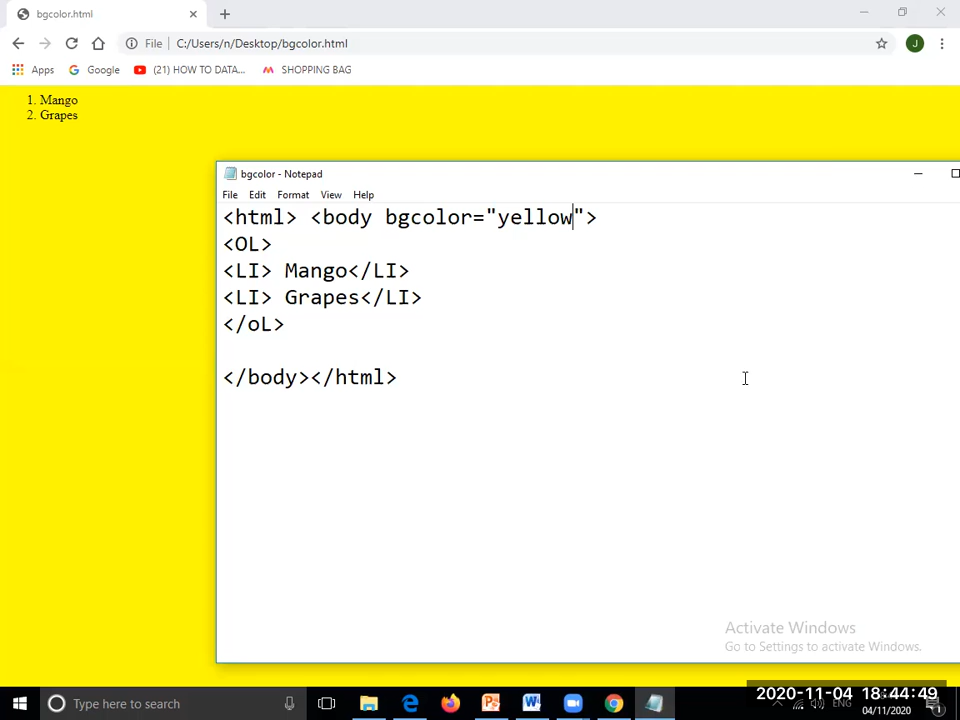 bgcolor.html
File
C:/Users/n/Desktop/bgcolor.html
J
Apps
Google
(21) HOW TO DATA...
SHOPPING BAG
1. Mango
2. Grapes
bgcolor - Notepad
File Edit Format View Help
<html> <body bgcolor="yellow">
<OL>
<LI> Mango</LI>
<LI> Grapes</LI>
</oL>
</body></html>
Activate Windows
Go to Settings to activate Windows.
Type here to search
ENG
2020-11-04 18:44:49
04/11/2020